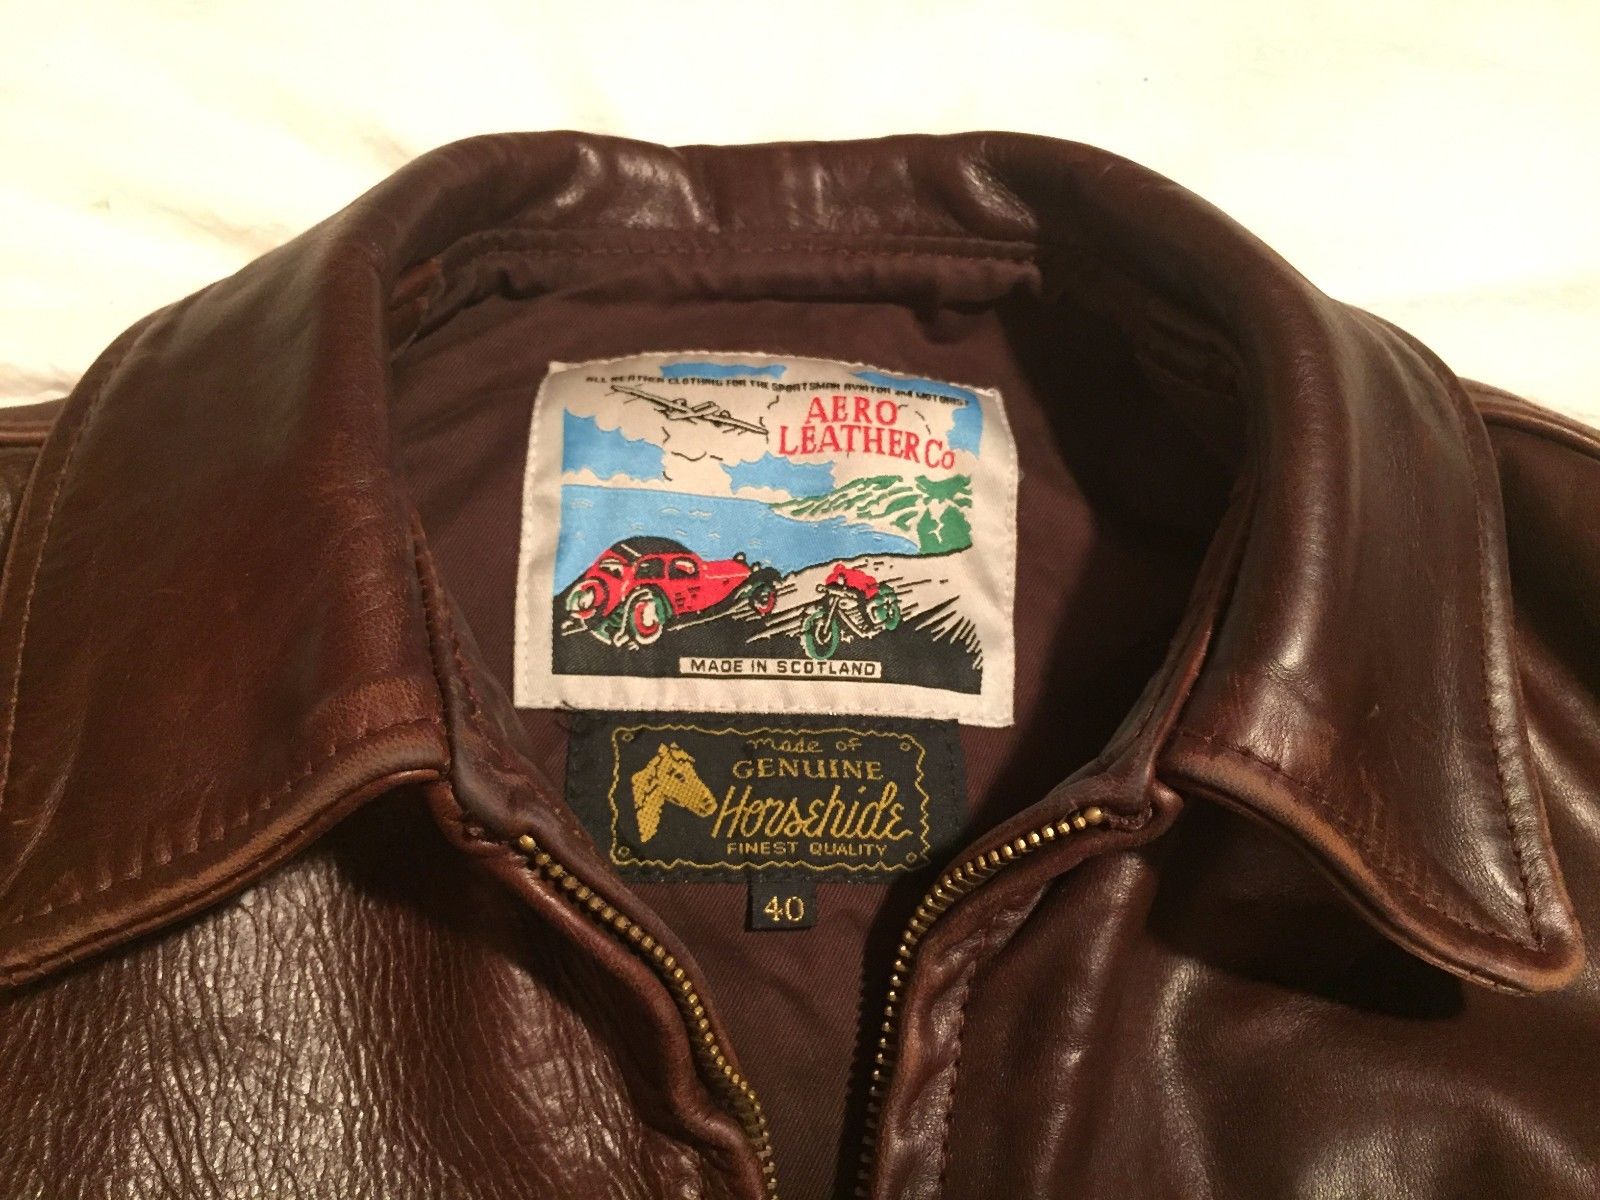 ALL WEATHER CLOTHING FOR THE SPORTSMAN AVIATOR and MOTORIST
AERO
LEATHER Co
MADE IN SCOTLAND
made of
GENUINE
Horsehide
FINEST QUALITY
40